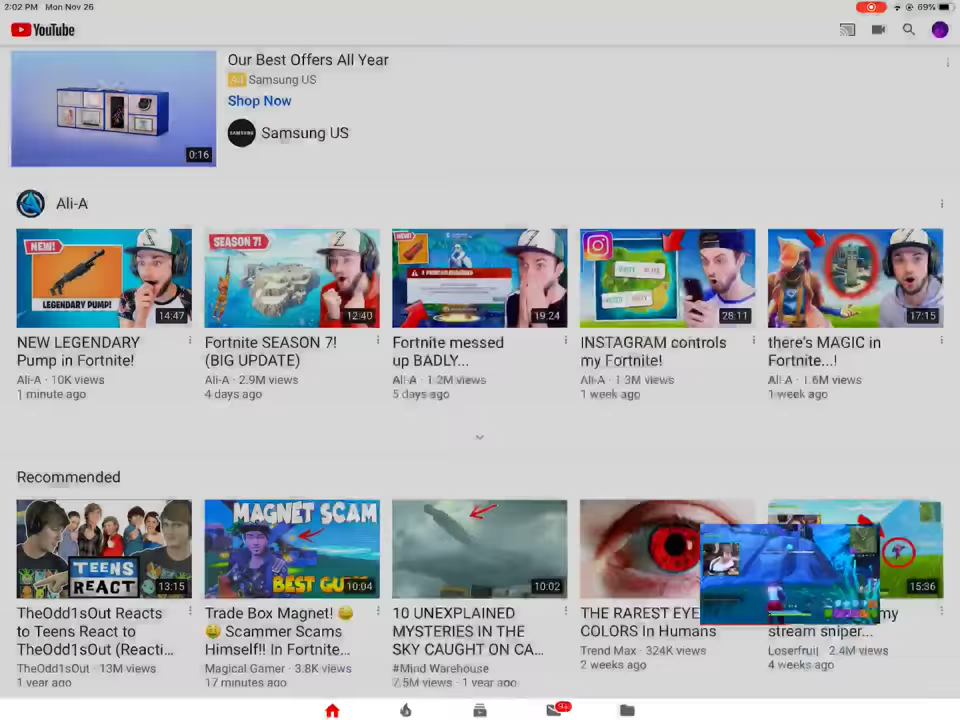 2:02 PM Mon Nov 26
69%
YouTube
Our Best Offers All Year
Ad Samsung US
Shop Now
SAMSUNG Samsung US
0:16
Ali-A
NEW!
LEGENDARY PUMP!
14:47
SEASON 7!
12:40
NEW!
19:24
28:11
17:15
NEW LEGENDARY
Pump in Fortnite!
Ali-A · 10K views
1 minute ago
Fortnite SEASON 7!
(BIG UPDATE)
Ali-A · 2.9M views
4 days ago
Fortnite messed
up BADLY...
Ali-A · 1.2M views
5 days ago
INSTAGRAM controls
my Fortnite!
Ali-A · 1.3M views
1 week ago
there's MAGIC in
Fortnite...!
Ali-A · 1.6M views
1 week ago
Recommended
TEENS
REACT
13:15
MAGNET SCAM
BEST
10:04
10:02
15:36
TheOdd1sOut Reacts
to Teens React to
TheOdd1sOut (Reacti...
TheOdd1sOut · 13M views
1 year ago
Trade Box Magnet! 😄
🤑 Scammer Scams
Himself!! In Fortnite...
Magical Gamer · 3.8K views
17 minutes ago
10 UNEXPLAINED
MYSTERIES IN THE
SKY CAUGHT ON CA...
#Mind Warehouse
7.5M views · 1 year ago
THE RAREST EYE
COLORS In Humans
Trend Max · 324K views
2 weeks ago
my
stream sniper...
Loserfruit · 2.4M views
4 weeks ago
9+